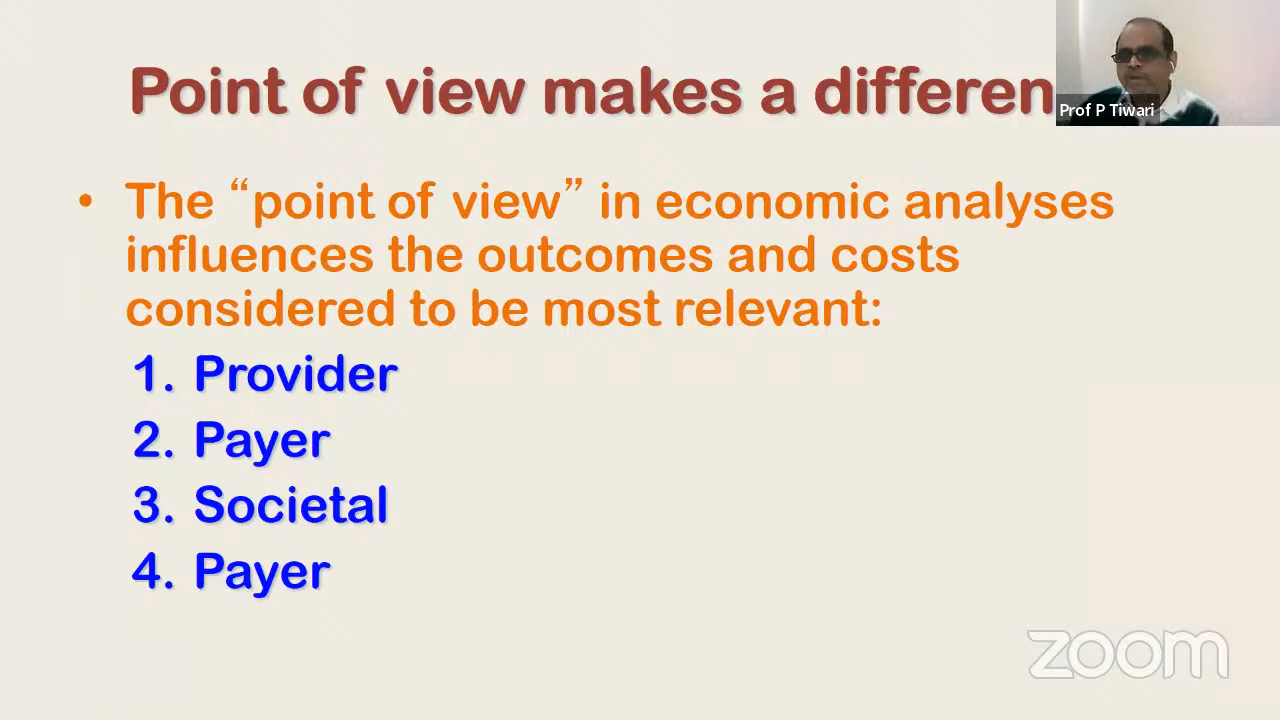 Point of view makes a differen
Prof P Tiwari
• The “point of view” in economic analyses
influences the outcomes and costs
considered to be most relevant:
1. Provider
2. Payer
3. Societal
4. Payer
zoom